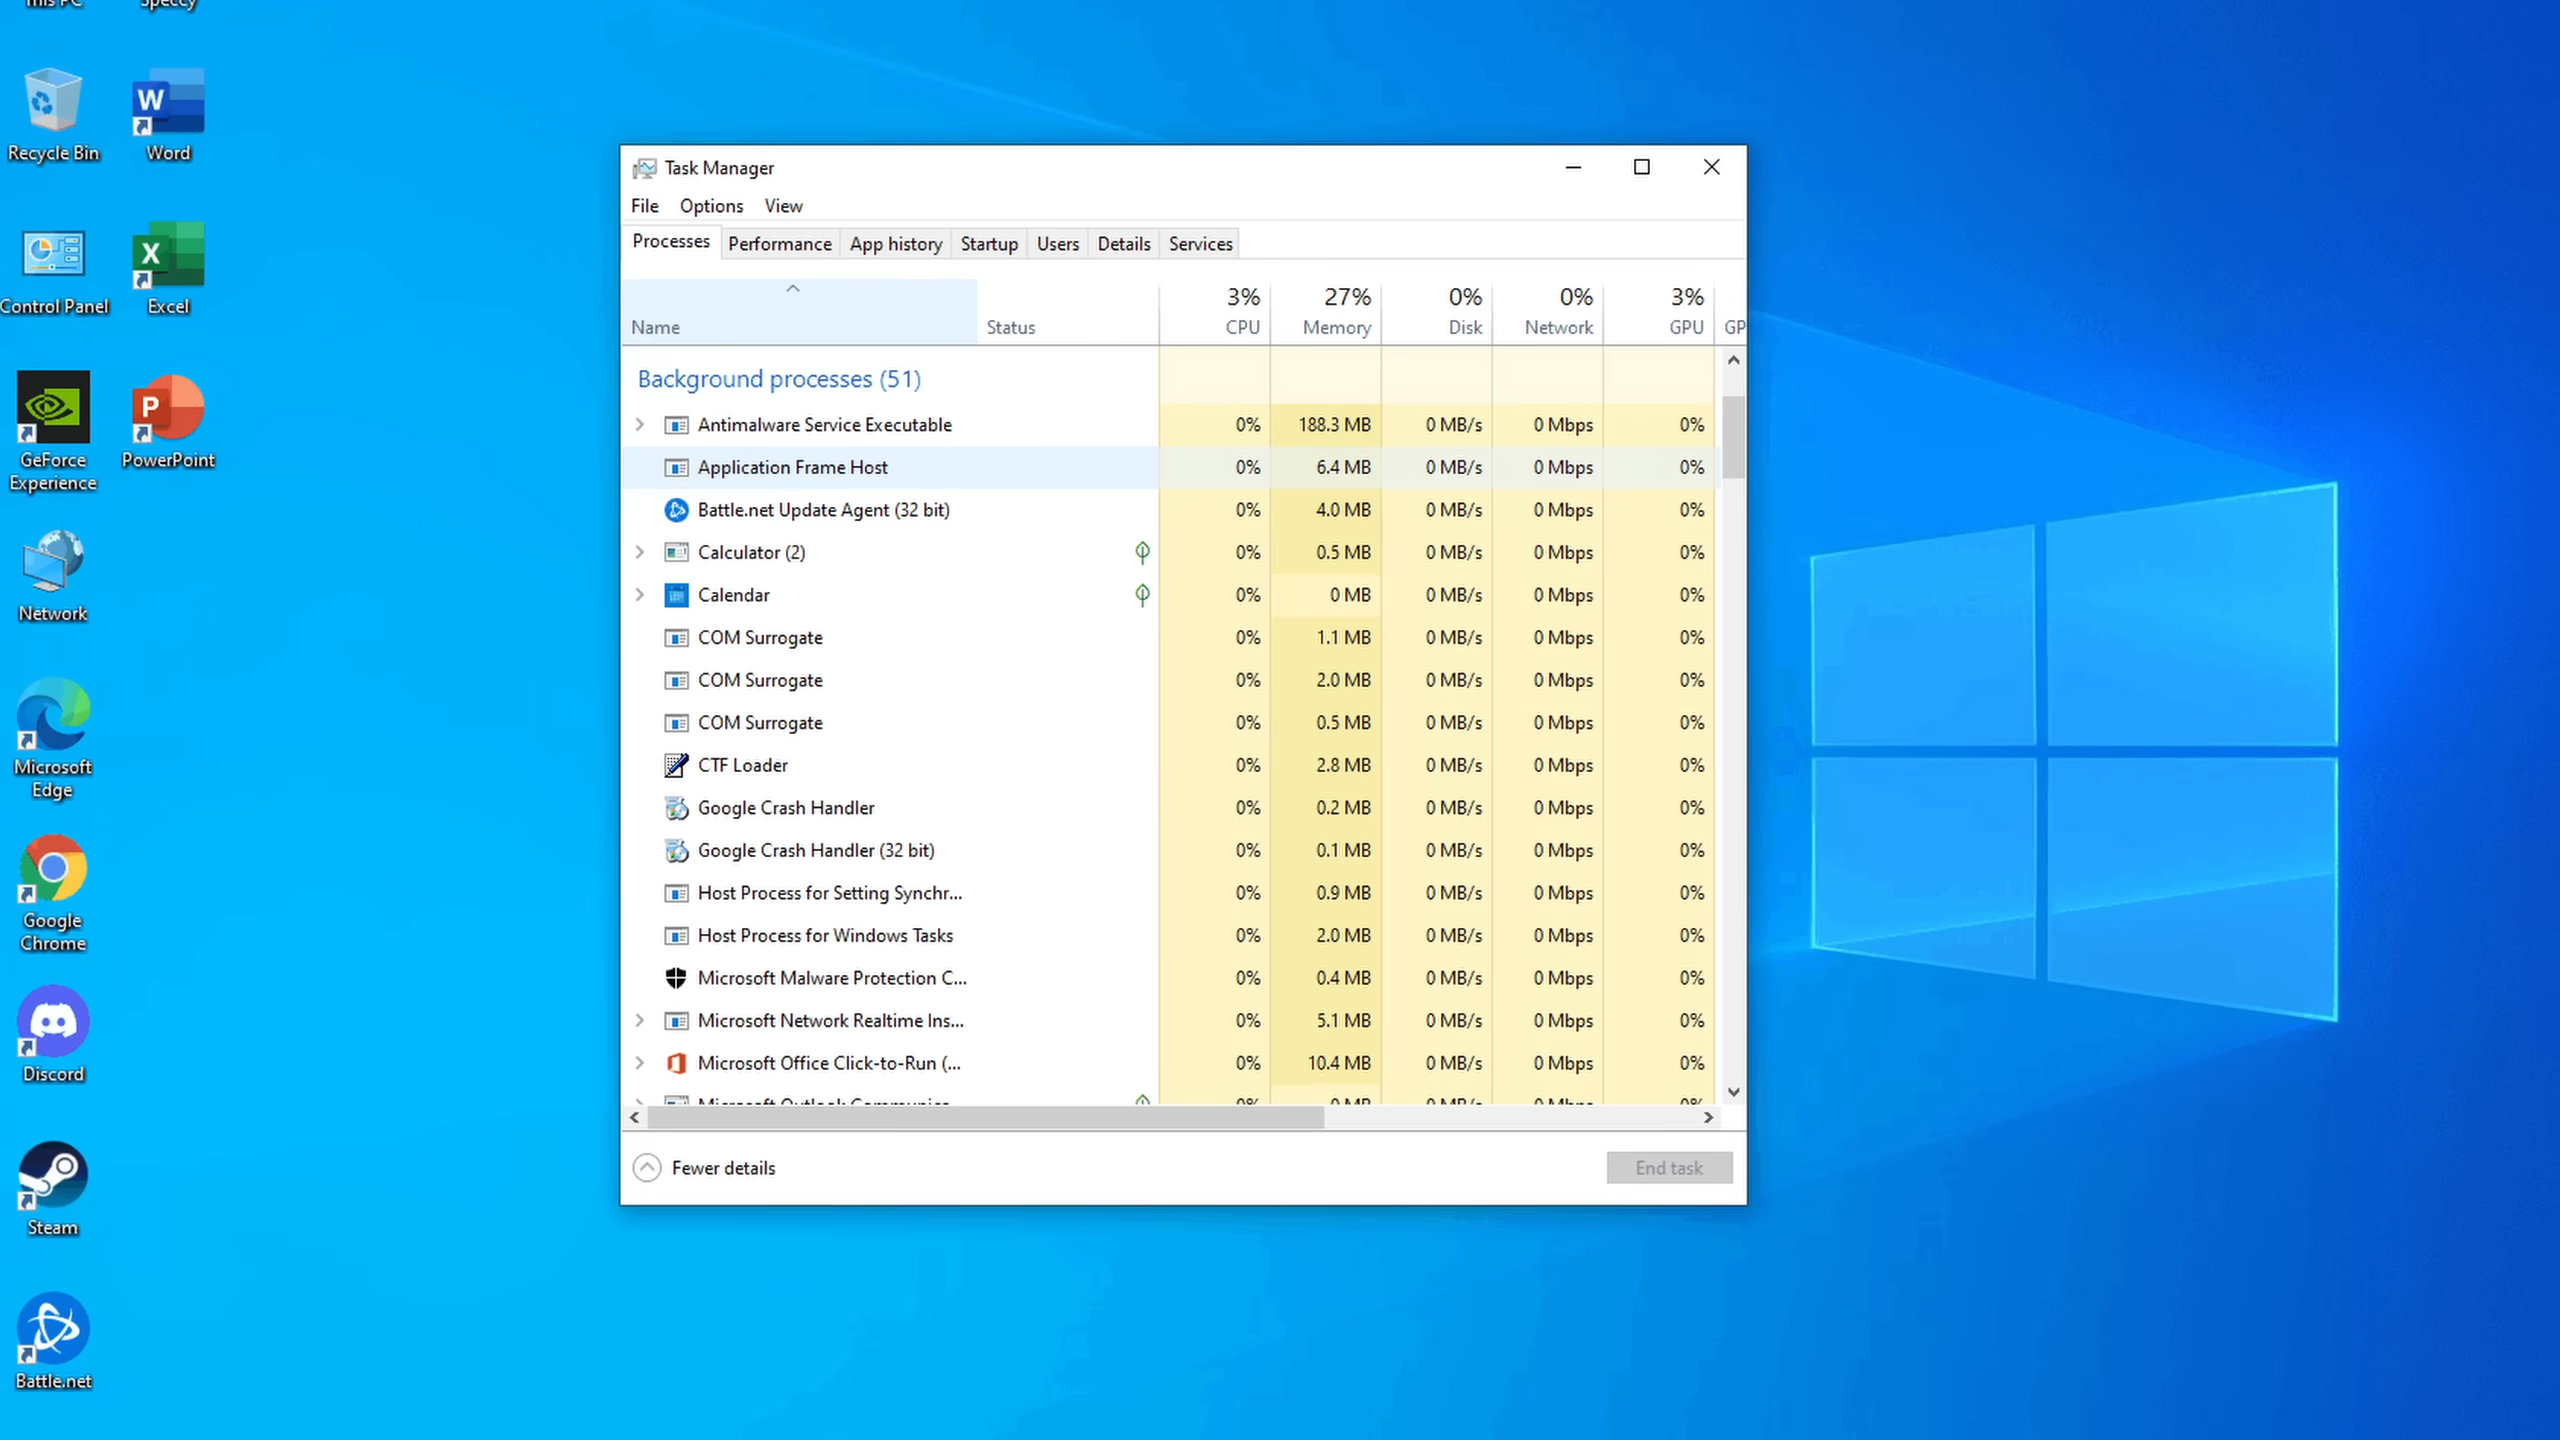 This PC
Speccy
Recycle Bin
Word
Control Panel
Excel
GeForce
Experience
PowerPoint
Network
Microsoft
Edge
Google
Chrome
Discord
Steam
Battle.net
Task Manager
File Options View
Processes Performance App history Startup Users Details Services
3% 27% 0% 0% 3%
Name Status CPU Memory Disk Network GPU GP
Background processes (51)
Antimalware Service Executable 0% 188.3 MB 0 MB/s 0 Mbps 0%
Application Frame Host 0% 6.4 MB 0 MB/s 0 Mbps 0%
Battle.net Update Agent (32 bit) 0% 4.0 MB 0 MB/s 0 Mbps 0%
Calculator (2) 0% 0.5 MB 0 MB/s 0 Mbps 0%
Calendar 0% 0 MB 0 MB/s 0 Mbps 0%
COM Surrogate 0% 1.1 MB 0 MB/s 0 Mbps 0%
COM Surrogate 0% 2.0 MB 0 MB/s 0 Mbps 0%
COM Surrogate 0% 0.5 MB 0 MB/s 0 Mbps 0%
CTF Loader 0% 2.8 MB 0 MB/s 0 Mbps 0%
Google Crash Handler 0% 0.2 MB 0 MB/s 0 Mbps 0%
Google Crash Handler (32 bit) 0% 0.1 MB 0 MB/s 0 Mbps 0%
Host Process for Setting Synchr... 0% 0.9 MB 0 MB/s 0 Mbps 0%
Host Process for Windows Tasks 0% 2.0 MB 0 MB/s 0 Mbps 0%
Microsoft Malware Protection C... 0% 0.4 MB 0 MB/s 0 Mbps 0%
Microsoft Network Realtime Ins... 0% 5.1 MB 0 MB/s 0 Mbps 0%
Microsoft Office Click-to-Run (... 0% 10.4 MB 0 MB/s 0 Mbps 0%
Microsoft Outlook Communica... 0% 0 MB 0 MB/s 0 Mbps 0%
Fewer details
End task